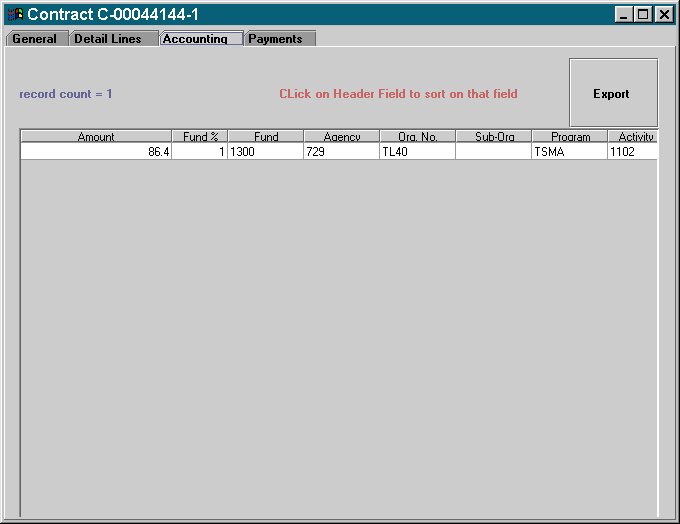 Contract C-00044144-1
General Detail Lines Accounting Payments
record count = 1 CLick on Header Field to sort on that field Export
Amount Fund % Fund Agency Org. No. Sub-Org Program Activity
86.4 1 1300 729 TL40 TSMA 1102